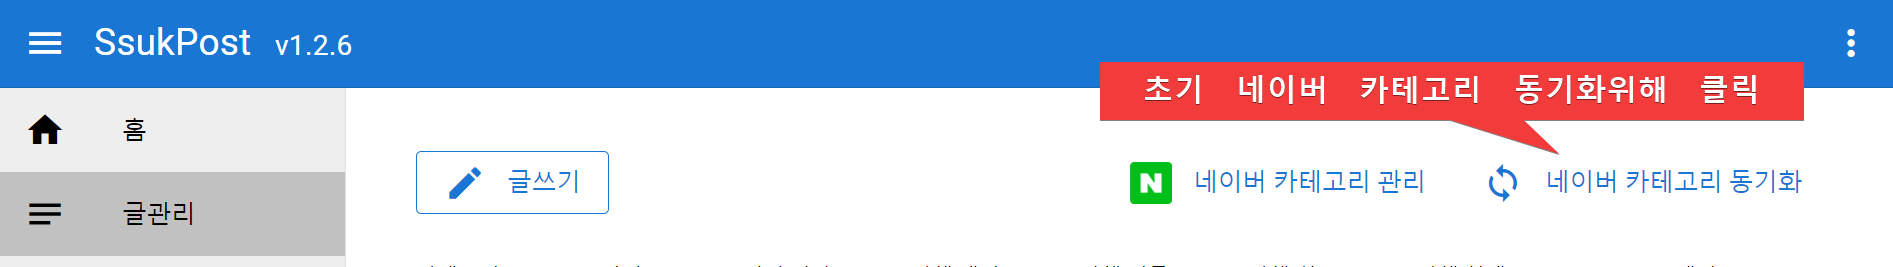 SsukPost v1.2.6
초기 네이버 카테고리 동기화위해 클릭
홈
글쓰기
N 네이버 카테고리 관리
네이버 카테고리 동기화
글관리